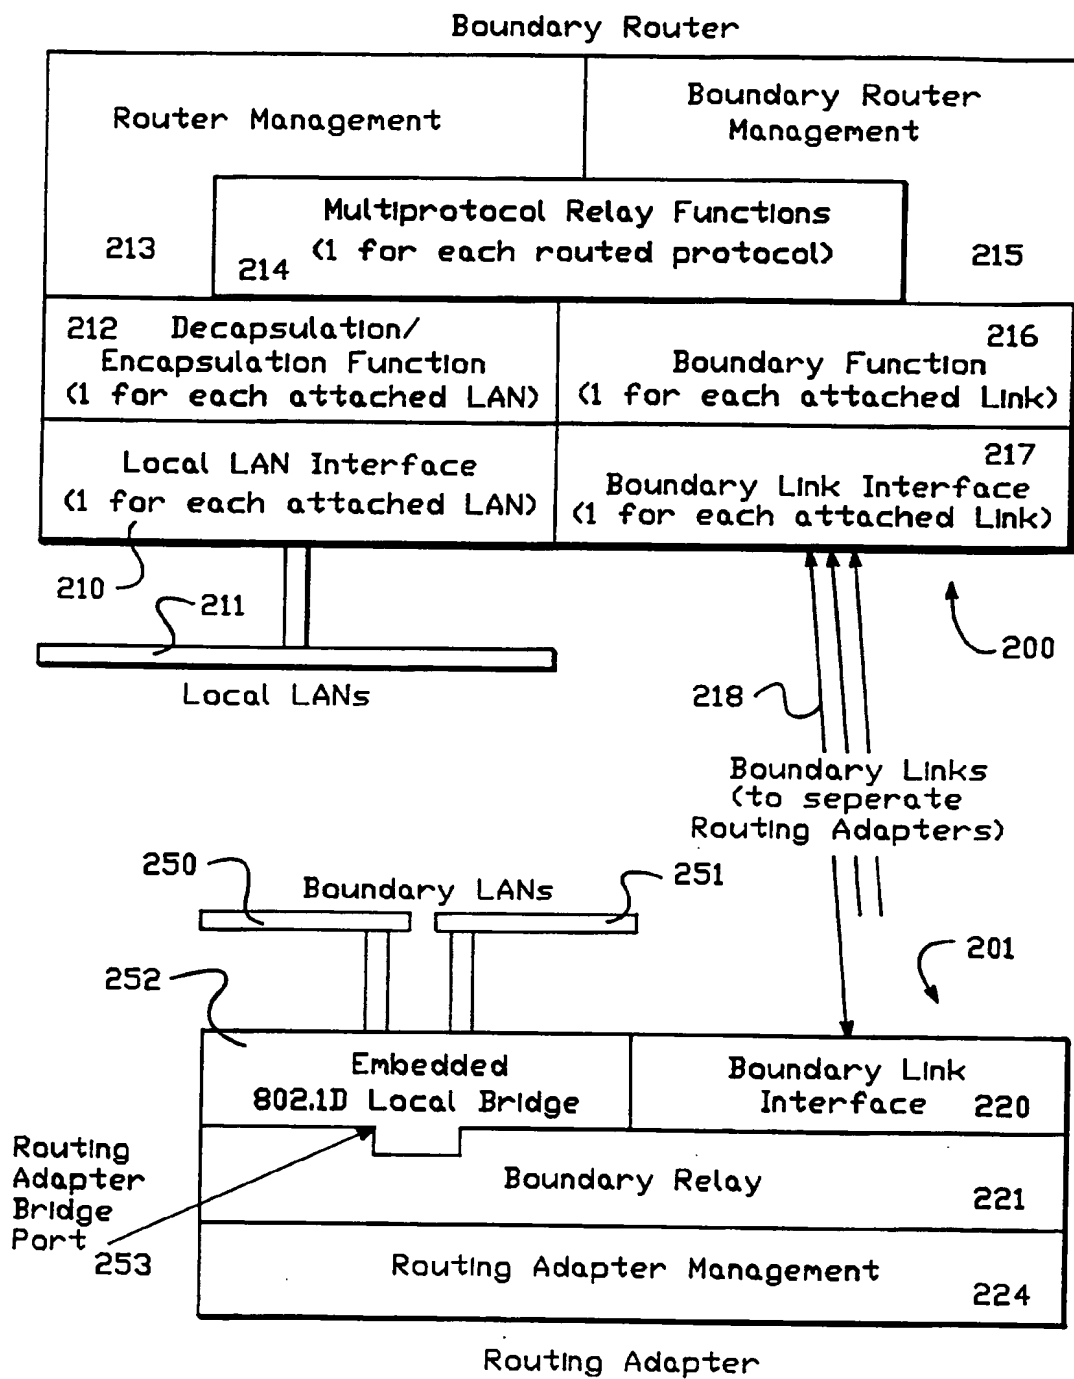 Boundary Router
Router Management
Boundary Router
Management
Multiprotocol Relay Functions
(1 for each routed protocol)
213
214
215
212 Decapsulation/
Encapsulation Function
(1 for each attached LAN)
216
Boundary Function
(1 for each attached Link)
Local LAN Interface
(1 for each attached LAN)
217
Boundary Link Interface
(1 for each attached Link)
210
211
200
Local LANs
218
Boundary Links
(to seperate
Routing Adapters)
250
Boundary LANs
251
252
201
Embedded
802.1D Local Bridge
Boundary Link
Interface 220
Routing
Adapter
Bridge
Port
253
Boundary Relay
221
Routing Adapter Management
224
Routing Adapter